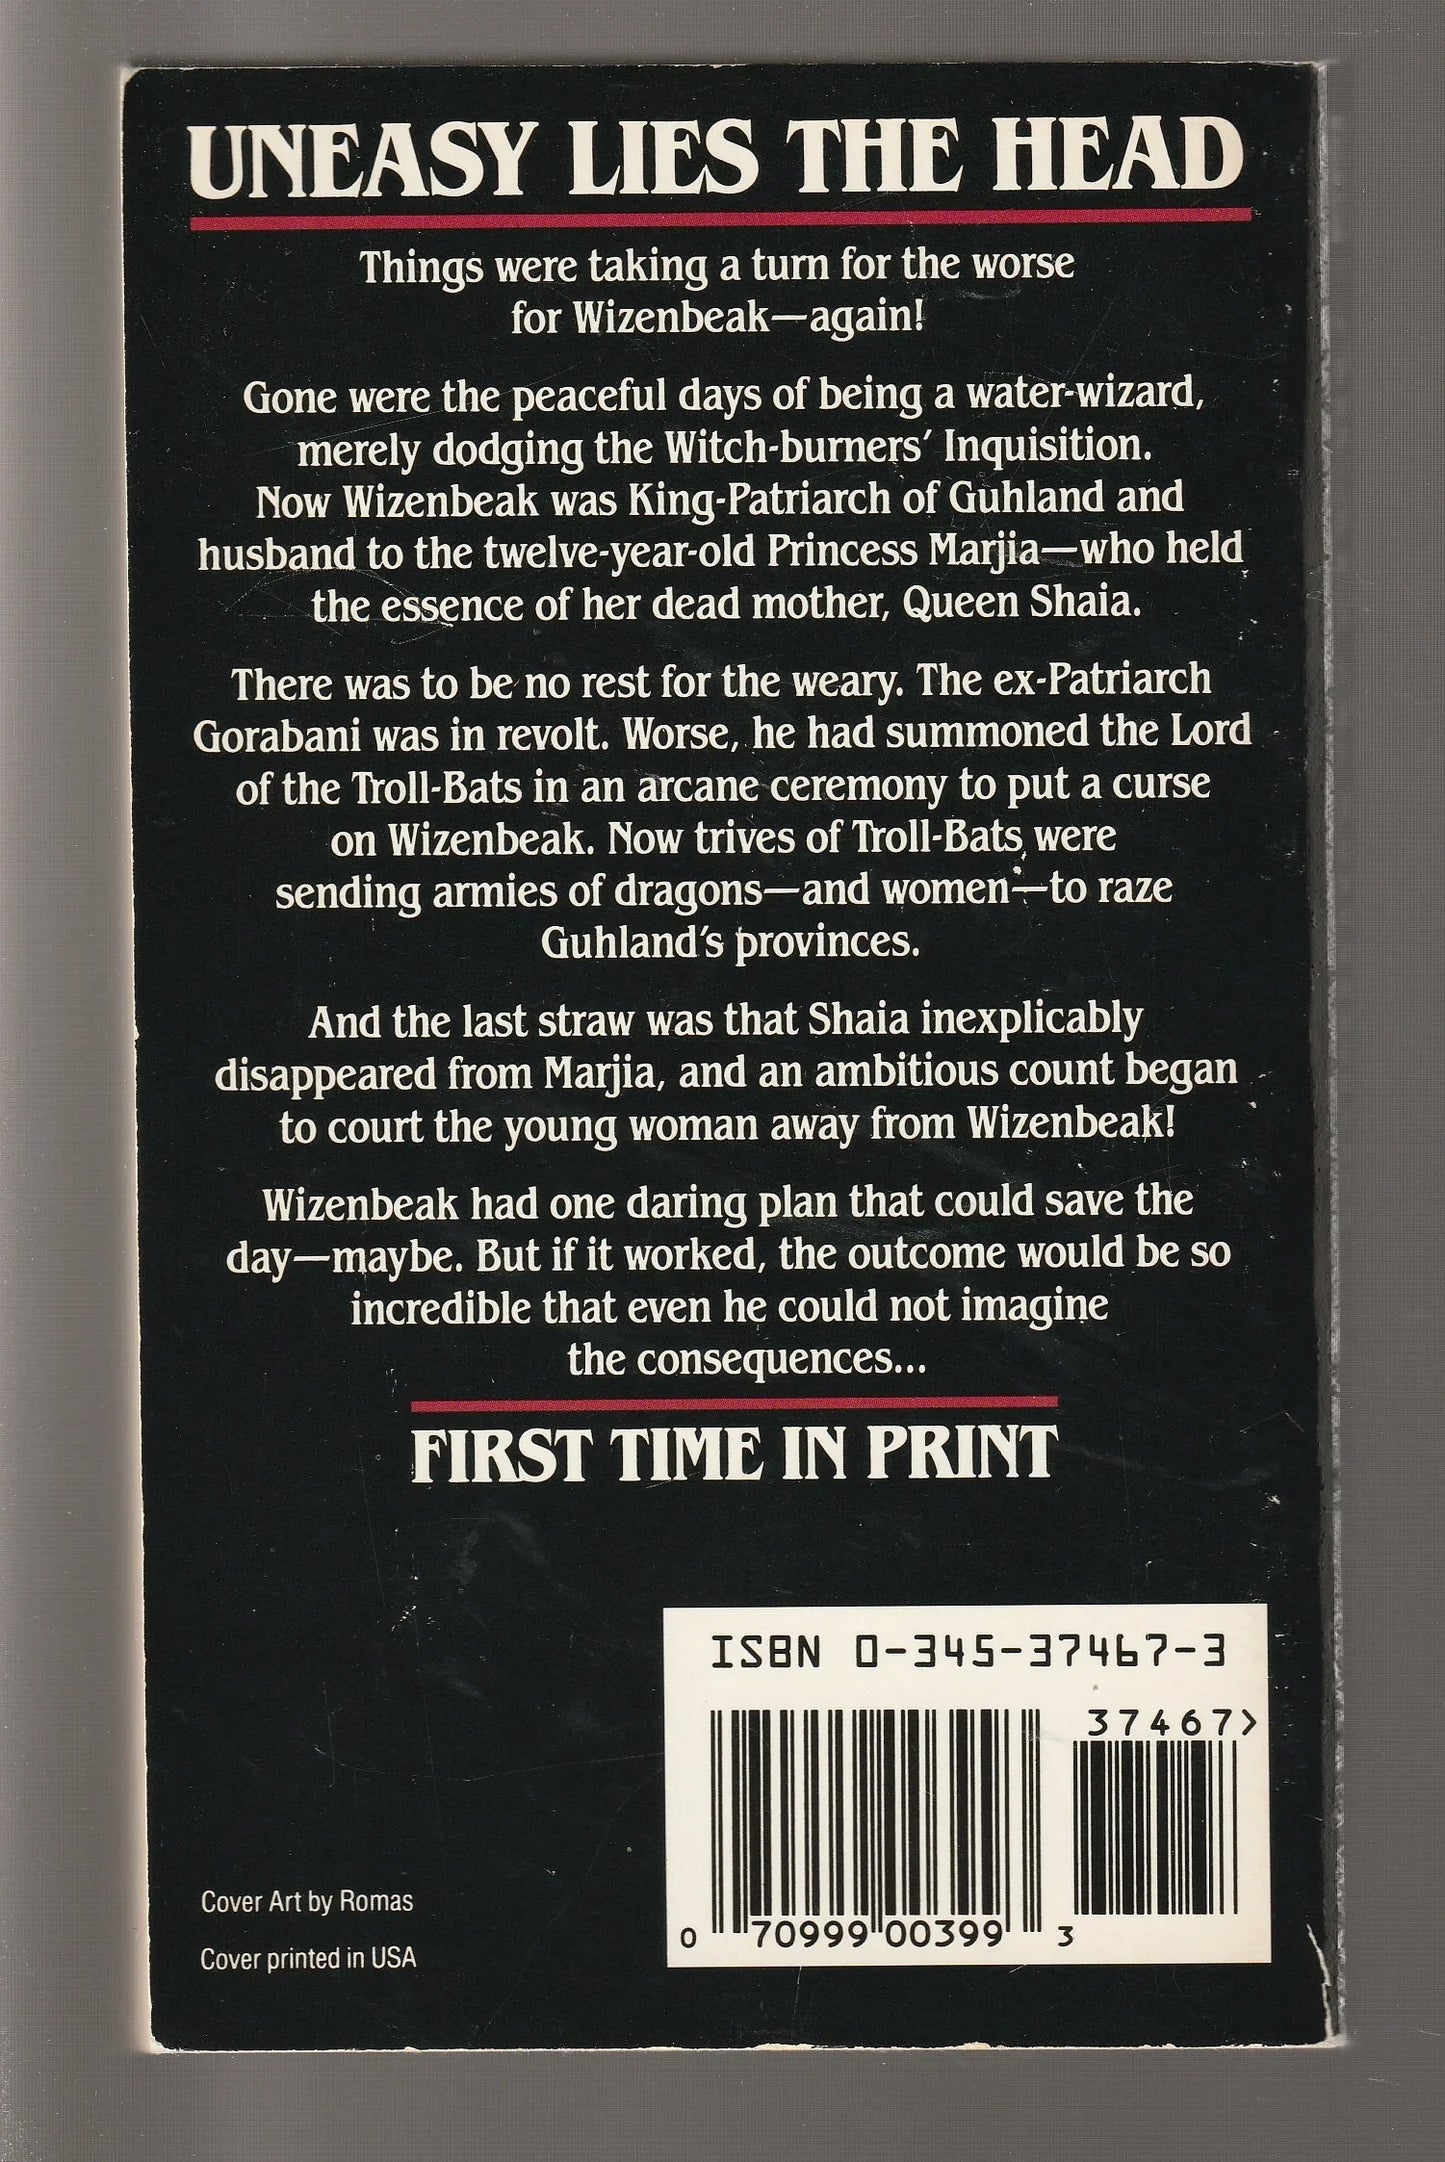 UNEASY LIES THE HEAD
Things were taking a turn for the worse
for Wizenbeak—again!
Gone were the peaceful days of being a water-wizard,
merely dodging the Witch-burners' Inquisition.
Now Wizenbeak was King-Patriarch of Guhland and
husband to the twelve-year-old Princess Marjia—who held
the essence of her dead mother, Queen Shaia.
There was to be no rest for the weary. The ex-Patriarch
Gorabani was in revolt. Worse, he had summoned the Lord
of the Troll-Bats in an arcane ceremony to put a curse
on Wizenbeak. Now trives of Troll-Bats were
sending armies of dragons—and women—to raze
Guhland's provinces.
And the last straw was that Shaia inexplicably
disappeared from Marjia, and an ambitious count began
to court the young woman away from Wizenbeak!
Wizenbeak had one daring plan that could save the
day—maybe. But if it worked, the outcome would be so
incredible that even he could not imagine
the consequences...
FIRST TIME IN PRINT
ISBN 0-345-37467-3
37467>
0 70999 00399 3
Cover Art by Romas
Cover printed in USA